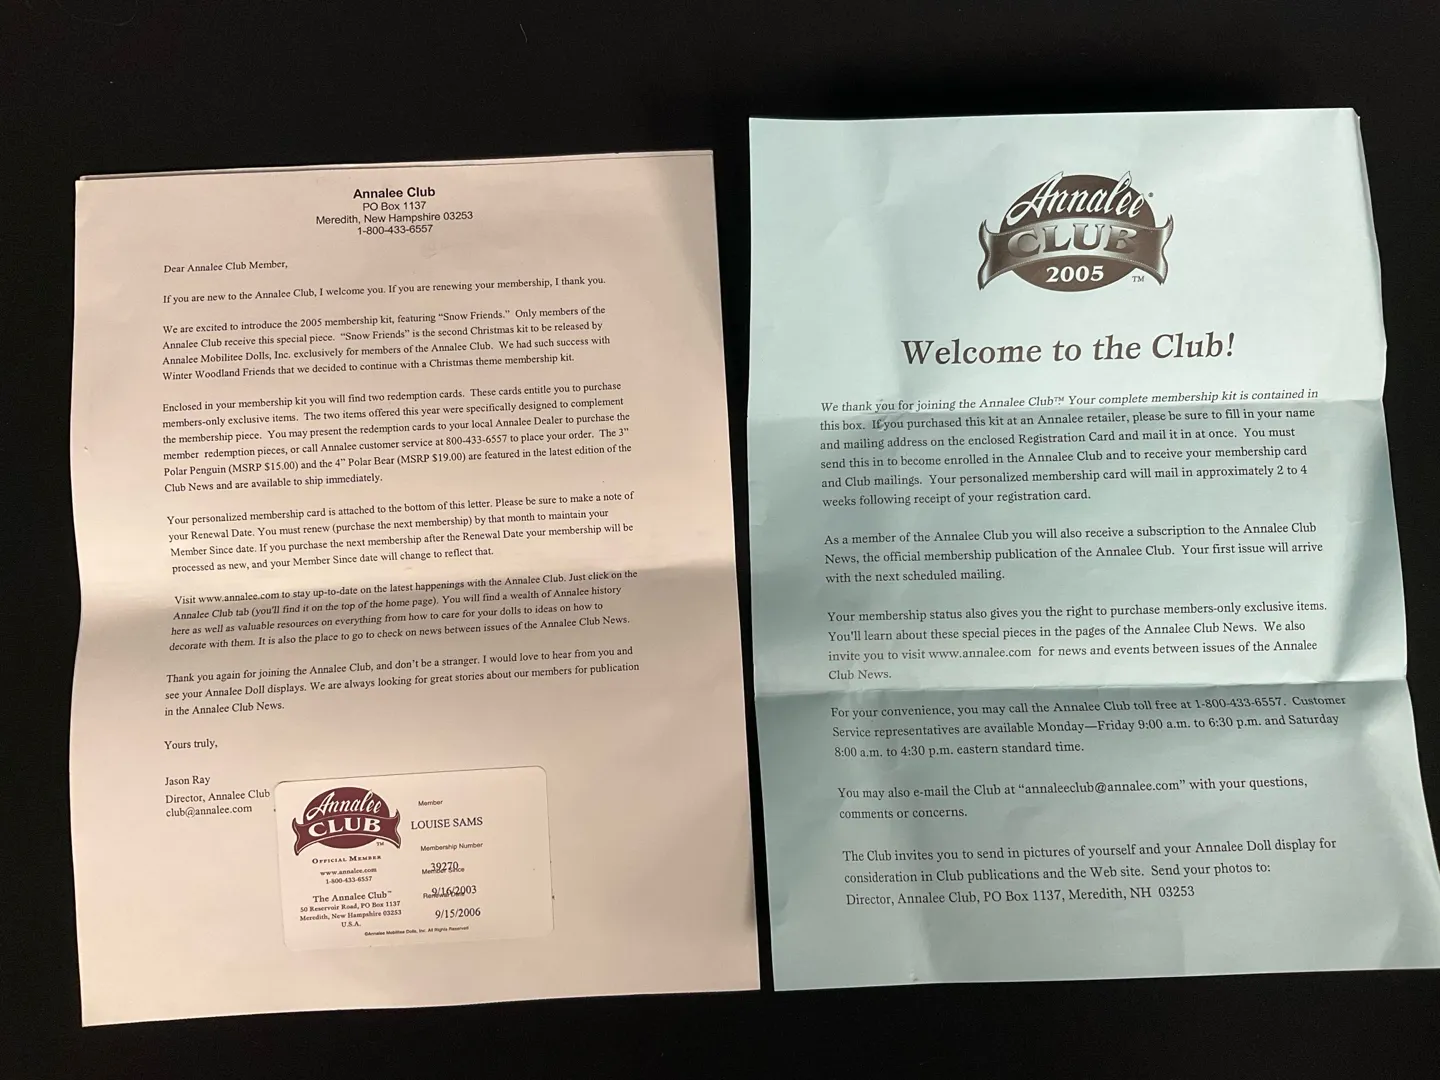 Annalee Club
PO Box 1137
Meredith, New Hampshire 03253
1-800-433-6557
Dear Annalee Club Member,
If you are new to the Annalee Club, I welcome you. If you are renewing your membership, I thank you.
We are excited to introduce the 2005 membership kit, featuring “Snow Friends.” Only members of the
Annalee Club receive this special piece. “Snow Friends” is the second Christmas kit to be released by
Annalee Mobilitee Dolls, Inc. exclusively for members of the Annalee Club. We had such success with
Winter Woodland Friends that we decided to continue with a Christmas theme membership kit.
Enclosed in your membership kit you will find two redemption cards. These cards entitle you to purchase
members-only exclusive items. The two items offered this year were specifically designed to complement
the membership piece. You may present the redemption cards to your local Annalee Dealer to purchase the
member redemption pieces, or call Annalee customer service at 800-433-6557 to place your order. The 3”
Polar Penguin (MSRP $15.00) and the 4” Polar Bear (MSRP $19.00) are featured in the latest edition of the
Club News and are available to ship immediately.
Your personalized membership card is attached to the bottom of this letter. Please be sure to make a note of
your Renewal Date. You must renew (purchase the next membership) by that month to maintain your
Member Since date. If you purchase the next membership after the Renewal Date your membership will be
processed as new, and your Member Since date will change to reflect that.
Visit www.annalee.com to stay up-to-date on the latest happenings with the Annalee Club. Just click on the
Annalee Club tab (you'll find it on the top of the home page). You will find a wealth of Annalee history
here as well as valuable resources on everything from how to care for your dolls to ideas on how to
decorate with them. It is also the place to go to check on news between issues of the Annalee Club News.
Thank you again for joining the Annalee Club, and don't be a stranger. I would love to hear from you and
see your Annalee Doll displays. We are always looking for great stories about our members for publication
in the Annalee Club News.
Yours truly,
Jason Ray
Director, Annalee Club
club@annalee.com
Annalee
CLUB™
OFFICIAL MEMBER
www.annalee.com
1-800-433-6557
The Annalee Club™
50 Reservoir Road, PO Box 1137
Meredith, New Hampshire 03253
U.S.A.
Member
LOUISE SAMS
Membership Number
39270
Member Since
9/16/2003
Renewal Date
9/15/2006
©Annalee Mobilitee Dolls, Inc. All Rights Reserved
Annalee®
CLUB
2005 ™
Welcome to the Club!
We thank you for joining the Annalee Club™ Your complete membership kit is contained in
this box. If you purchased this kit at an Annalee retailer, please be sure to fill in your name
and mailing address on the enclosed Registration Card and mail it in at once. You must
send this in to become enrolled in the Annalee Club and to receive your membership card
and Club mailings. Your personalized membership card will mail in approximately 2 to 4
weeks following receipt of your registration card.
As a member of the Annalee Club you will also receive a subscription to the Annalee Club
News, the official membership publication of the Annalee Club. Your first issue will arrive
with the next scheduled mailing.
Your membership status also gives you the right to purchase members-only exclusive items.
You'll learn about these special pieces in the pages of the Annalee Club News. We also
invite you to visit www.annalee.com for news and events between issues of the Annalee
Club News.
For your convenience, you may call the Annalee Club toll free at 1-800-433-6557. Customer
Service representatives are available Monday—Friday 9:00 a.m. to 6:30 p.m. and Saturday
8:00 a.m. to 4:30 p.m. eastern standard time.
You may also e-mail the Club at “annaleeclub@annalee.com” with your questions,
comments or concerns.
The Club invites you to send in pictures of yourself and your Annalee Doll display for
consideration in Club publications and the Web site. Send your photos to:
Director, Annalee Club, PO Box 1137, Meredith, NH 03253